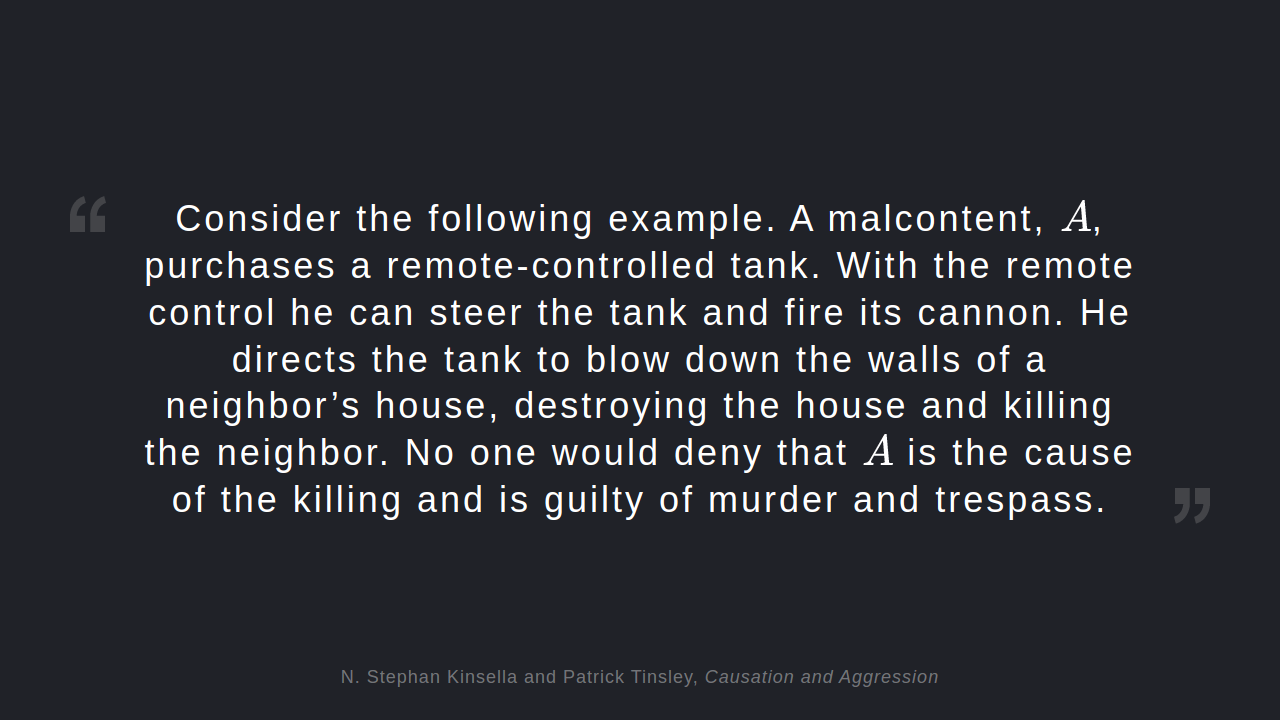 “ Consider the following example. A malcontent, A,
purchases a remote-controlled tank. With the remote
control he can steer the tank and fire its cannon. He
directs the tank to blow down the walls of a
neighbor’s house, destroying the house and killing
the neighbor. No one would deny that A is the cause
of the killing and is guilty of murder and trespass. ”
N. Stephan Kinsella and Patrick Tinsley, Causation and Aggression